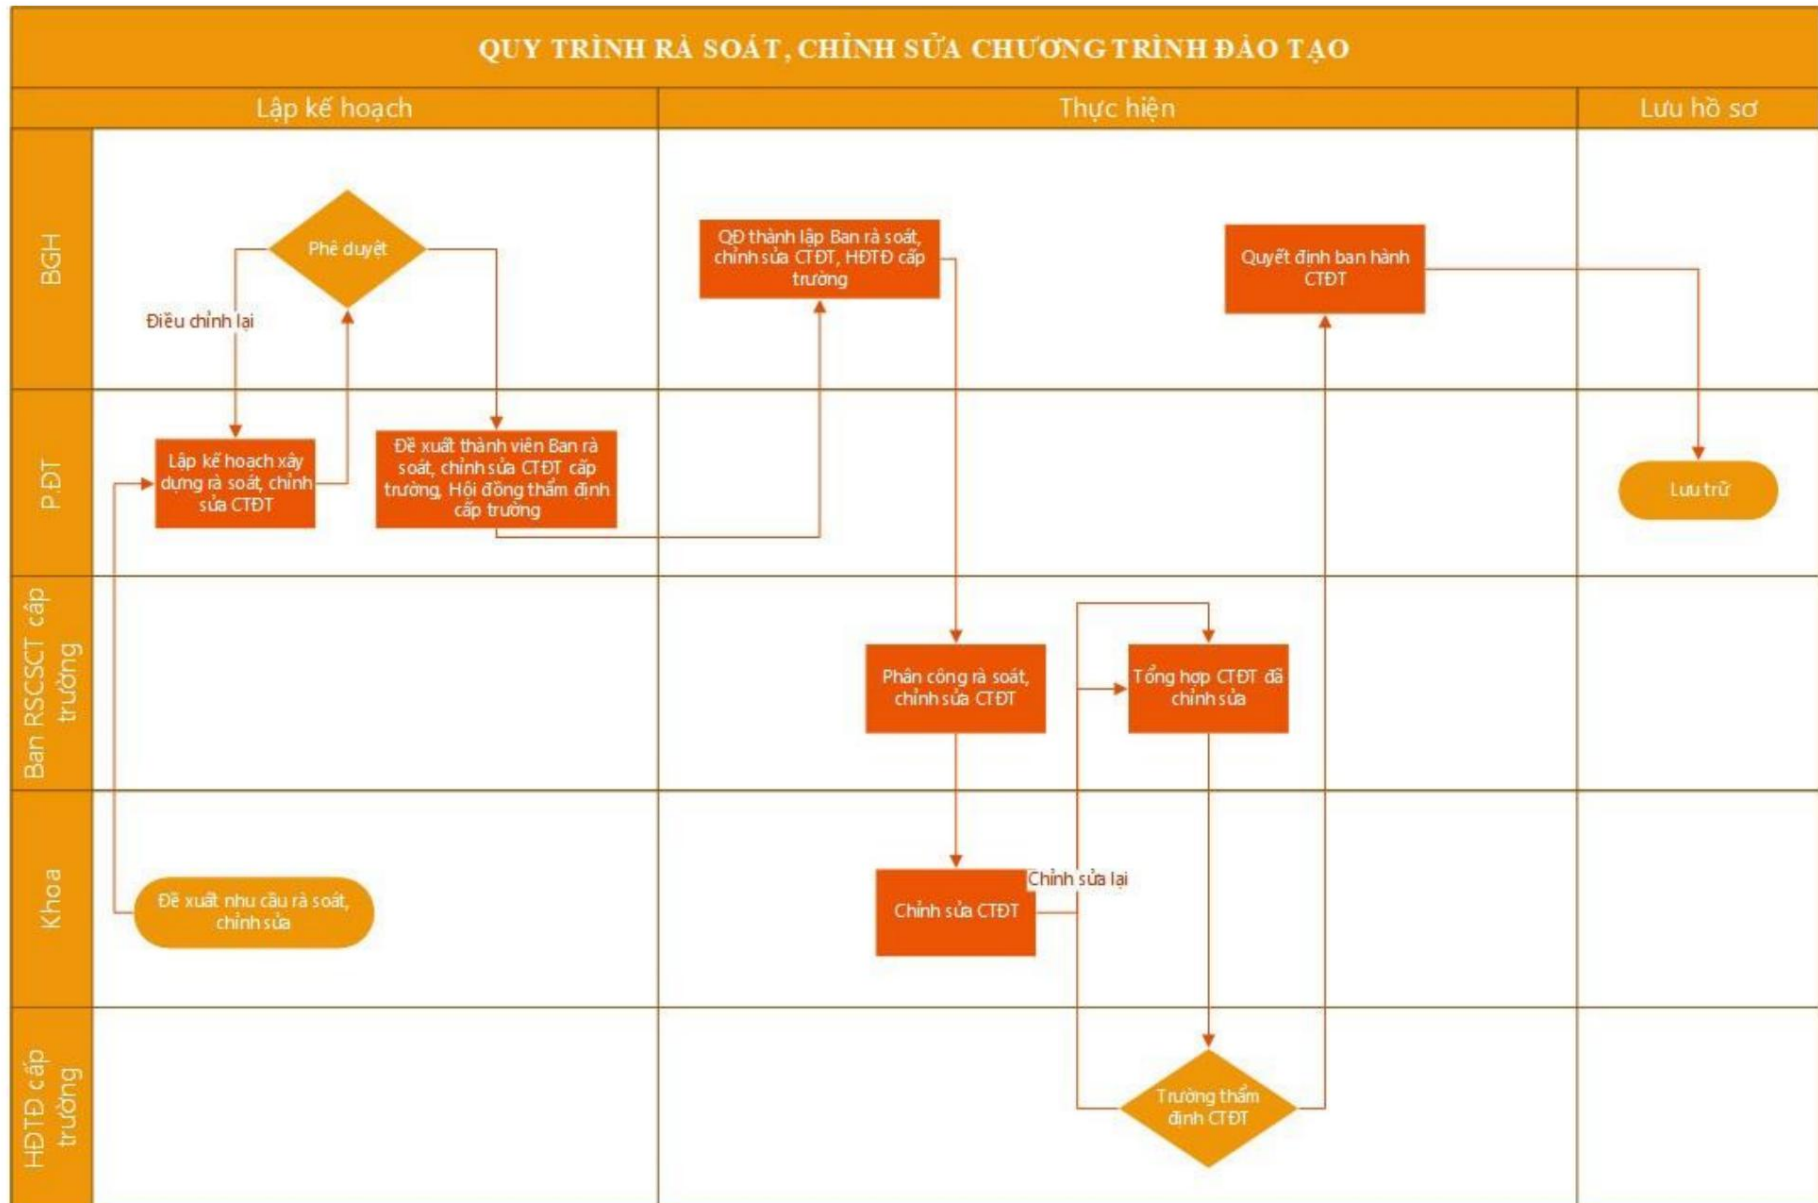 QUY TRÌNH RÀ SOÁT, CHỈNH SỬA CHƯƠNG TRÌNH ĐÀO TẠO
Lập kế hoạch
Thực hiện
Lưu hồ sơ
BGH
Phê duyệt
Điều chỉnh lại
QĐ thành lập Ban rà soát,
chỉnh sửa CTĐT, HĐTĐ cấp
trường
Quyết định ban hành
CTĐT
P.ĐT
Lập kế hoạch xây
dựng rà soát, chỉnh
sửa CTĐT
Đề xuất thành viên Ban rà
soát, chỉnh sửa CTĐT cấp
trường, Hội đồng thẩm định
cấp trường
Lưu trữ
Ban RSCSCT cấp
trường
Phân công rà soát,
chỉnh sửa CTĐT
Tổng hợp CTĐT đã
chỉnh sửa
Khoa
Đề xuất nhu cầu rà soát,
chỉnh sửa
Chỉnh sửa CTĐT
Chỉnh sửa lại
HĐTĐ cấp
trường
Trường thẩm
định CTĐT